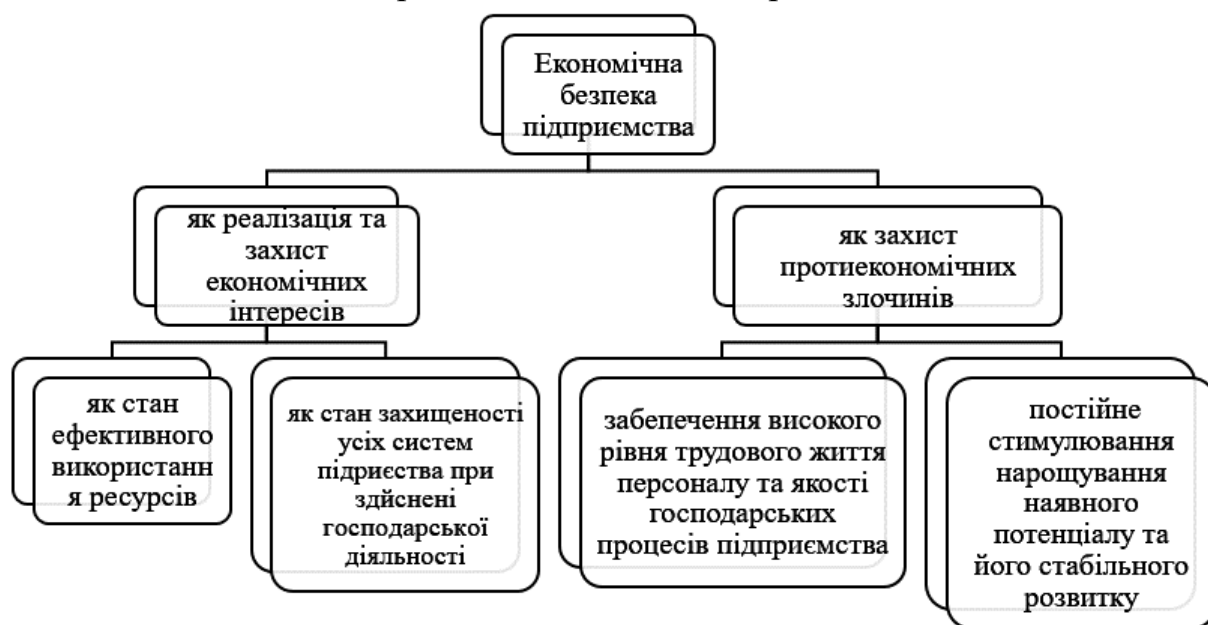 Економічна
безпека
підприємства
як реалізація та
захист
економічних
інтересів
як захист
протиекономічних
злочинів
як стан
ефективного
використанн
я ресурсів
як стан захищеності
усіх систем
підриєства при
здйснені
господарської
діяльності
забепечення високого
рівня трудового життя
персоналу та якості
господарських
процесів підприємства
постійне
стимулювання
нарощування
наявного
потенціалу та
його стабільного
розвитку